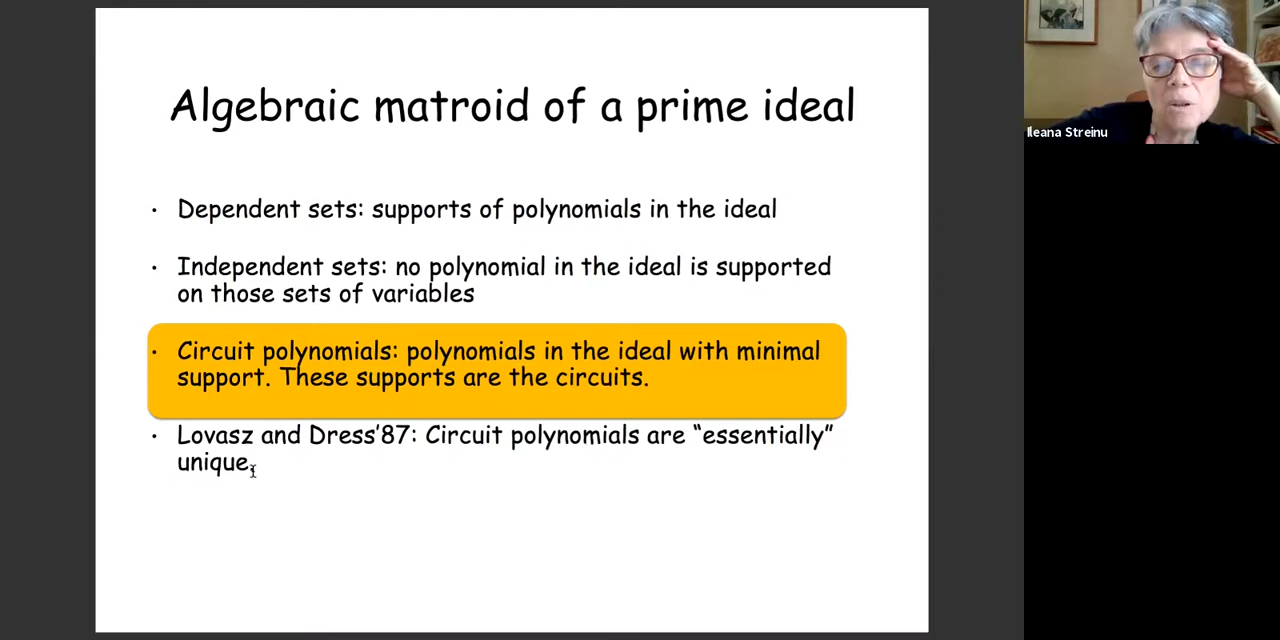 Algebraic matroid of a prime ideal
• Dependent sets: supports of polynomials in the ideal
• Independent sets: no polynomial in the ideal is supported
on those sets of variables
• Circuit polynomials: polynomials in the ideal with minimal
support. These supports are the circuits.
• Lovasz and Dress'87: Circuit polynomials are “essentially”
unique.
Ileana Streinu